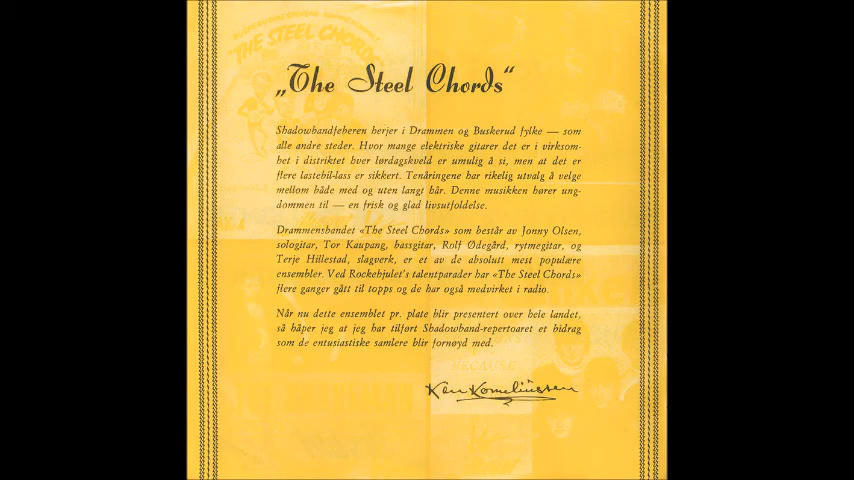 „The Steel Chords“
Shadowbandfeberen herjer i Drammen og Buskerud fylke — som
alle andre steder. Hvor mange elektriske gitarer det er i virksom-
het i distriktet hver lørdagskveld er umulig å si, men at det er
flere lastebil-lass er sikkert. Tenåringene har rikelig utvalg å velge
mellom både med og uten langt hår. Denne musikken hører ung-
dommen til — en frisk og glad livsutfoldelse.
Drammensbandet «The Steel Chords» som består av Jonny Olsen,
sologitar, Tor Kaupang, bassgitar, Rolf Ødegård, rytmegitar, og
Terje Hillestad, slagverk, er et av de absolutt mest populære
ensembler. Ved Rockehjulet's talentparader har «The Steel Chords»
flere ganger gått til topps og de har også medvirket i radio.
Når nu dette ensemblet pr. plate blir presentert over hele landet,
så håper jeg at jeg har tilført Shadowband-repertoaret et bidrag
som de entusiastiske samlere blir fornøyd med.
"THE STEEL CHORDS"
BECAUSE